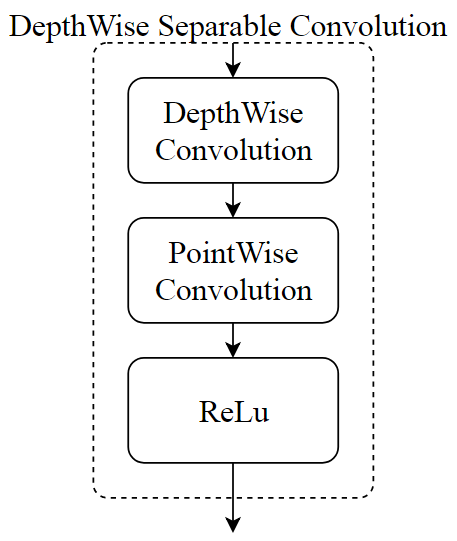 DepthWise Separable Convolution
DepthWise
Convolution
PointWise
Convolution
ReLu